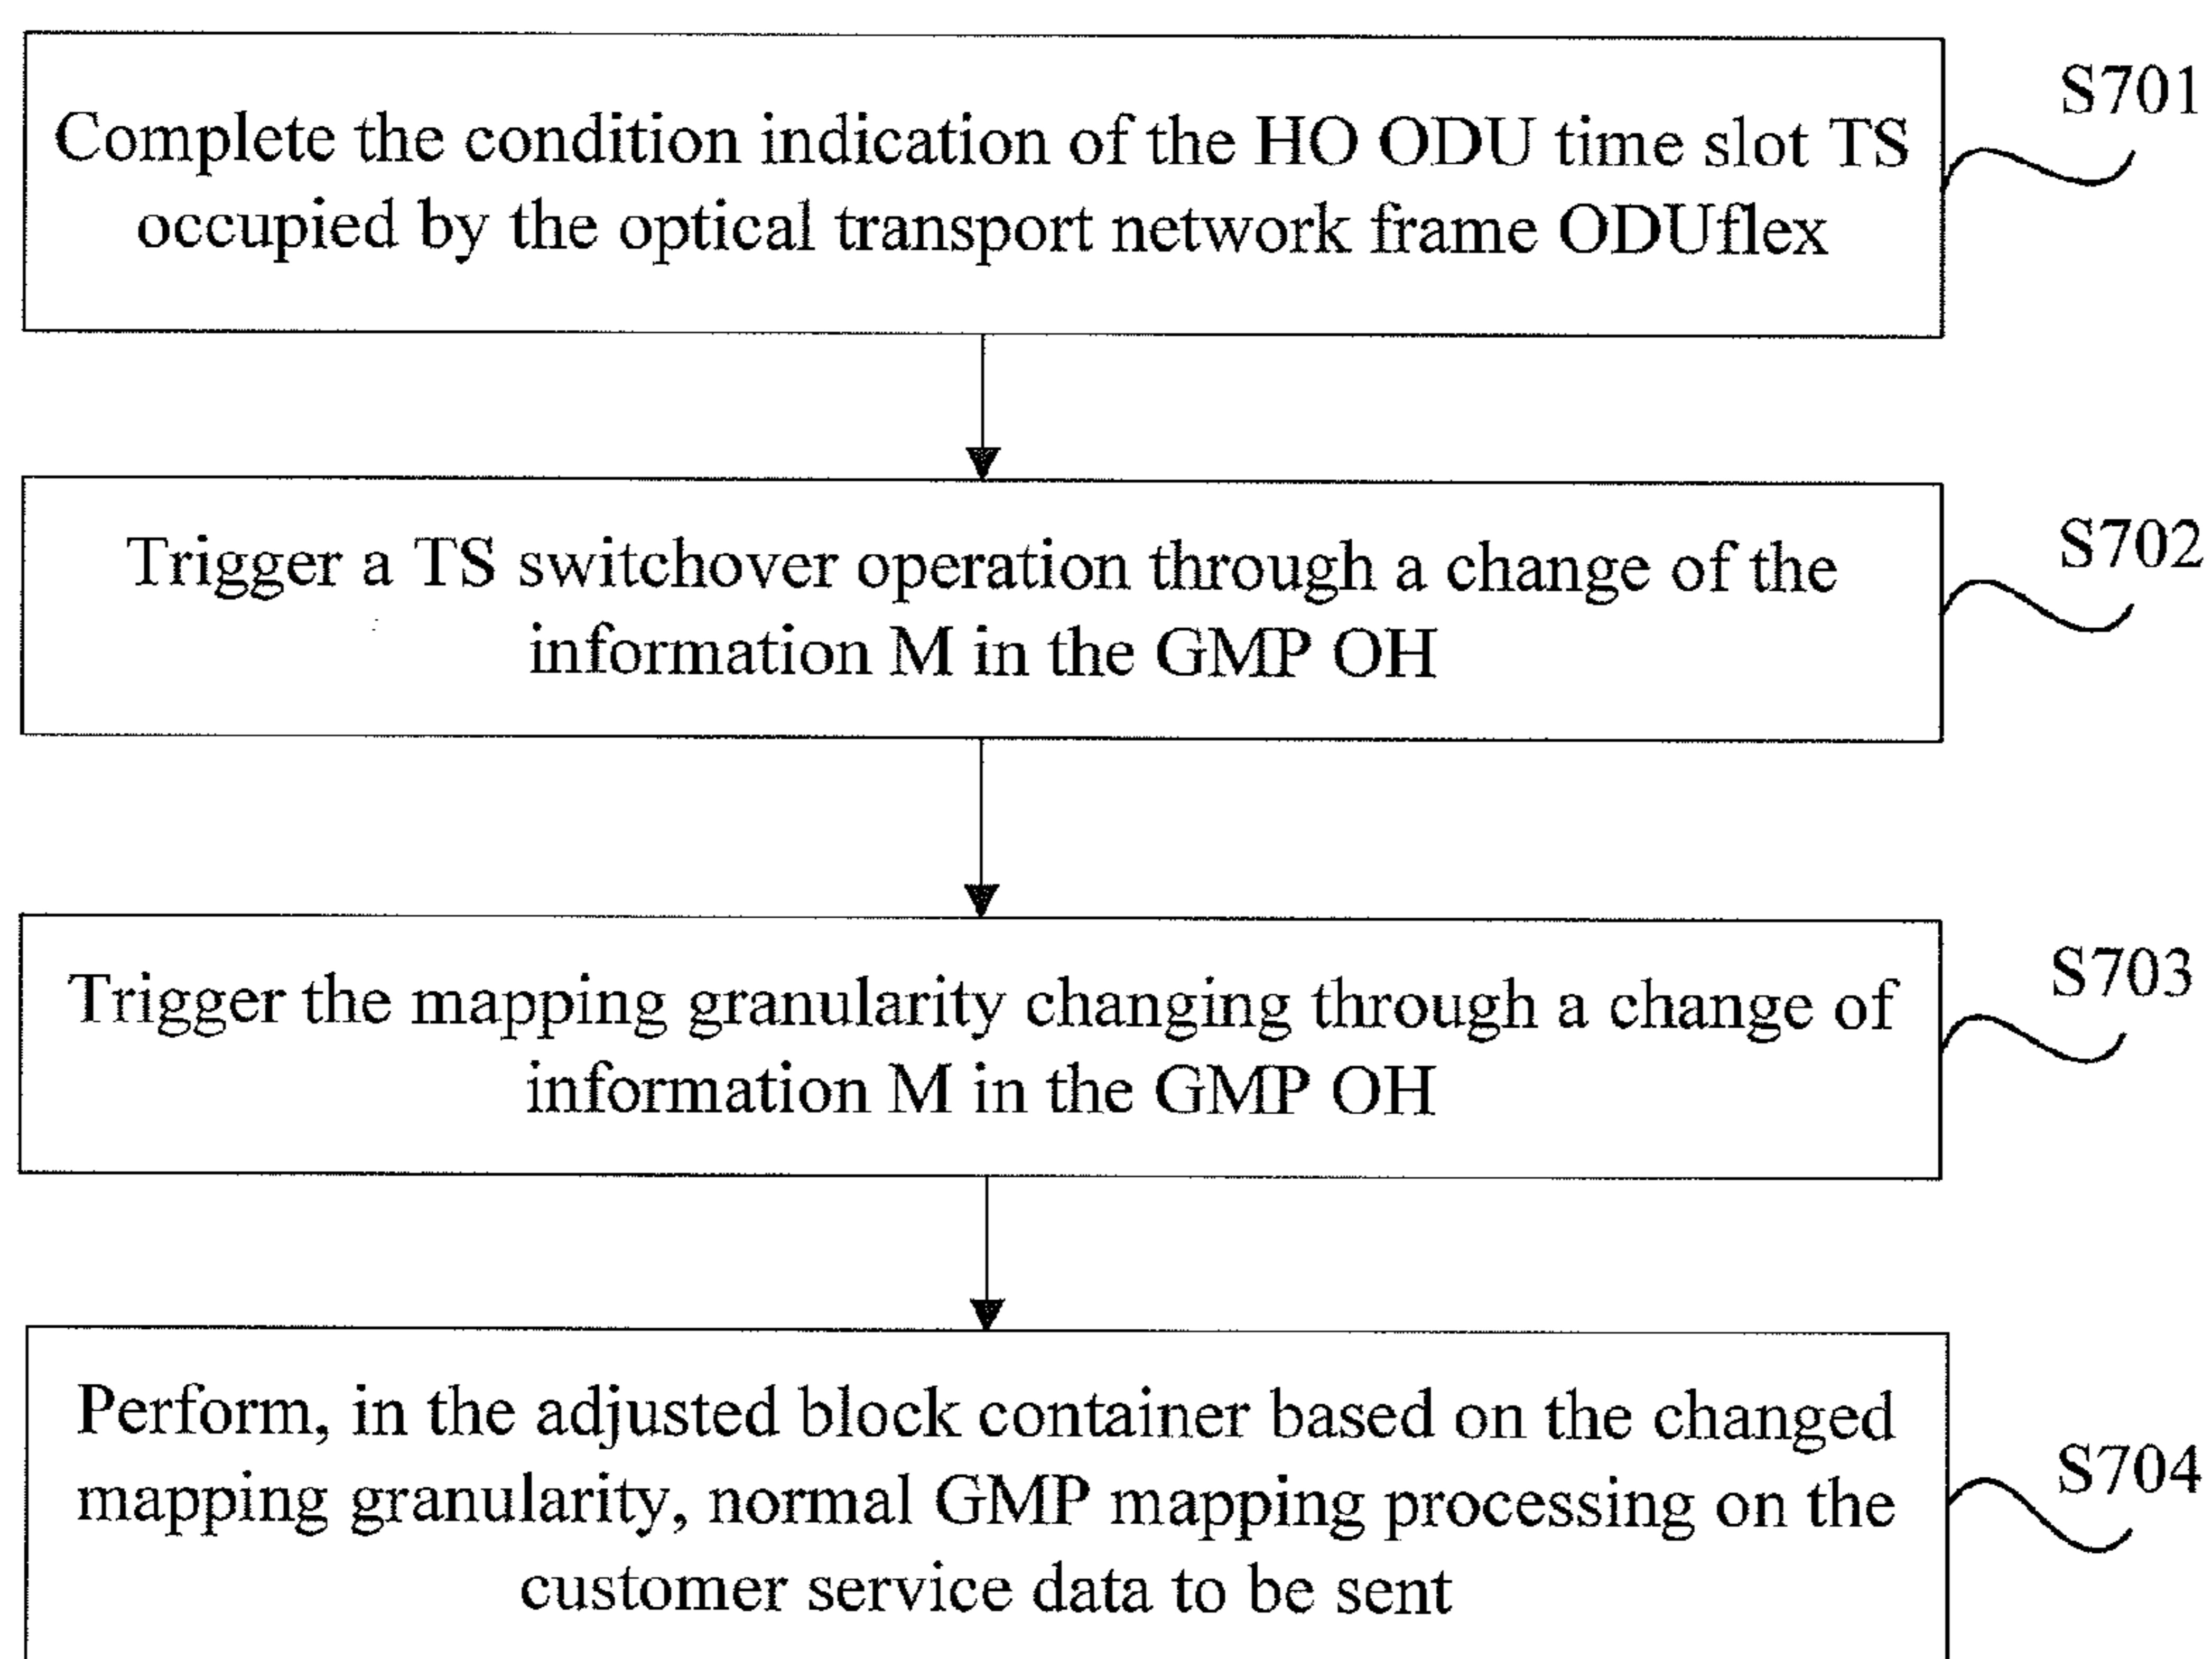 S701
Complete the condition indication of the HO ODU time slot TS
occupied by the optical transport network frame ODUflex
S702
Trigger a TS switchover operation through a change of the
information M in the GMP OH
S703
Trigger the mapping granularity changing through a change of
information M in the GMP OH
S704
Perform, in the adjusted block container based on the changed
mapping granularity, normal GMP mapping processing on the
customer service data to be sent